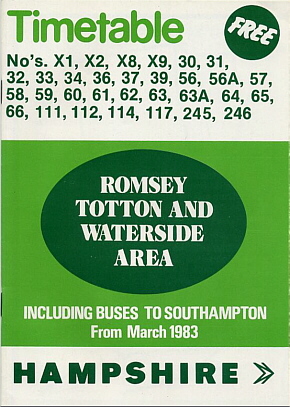 Timetable
FREE
No's. X1, X2, X8, X9, 30, 31,
32, 33, 34, 36, 37, 39, 56, 56A, 57,
58, 59, 60, 61, 62, 63, 63A, 64, 65,
66, 111, 112, 114, 117, 245, 246
ROMSEY
TOTTON AND
WATERSIDE
AREA
INCLUDING BUSES TO SOUTHAMPTON
From March 1983
HAMPSHIRE